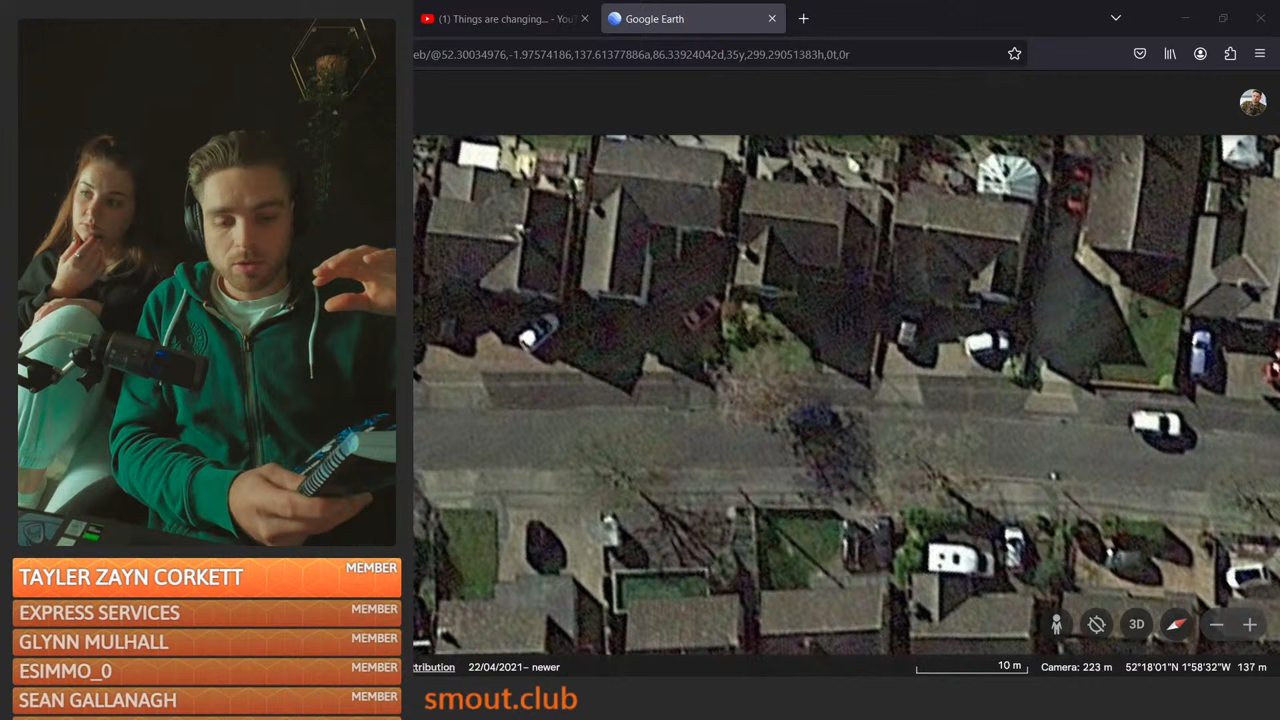 (1) Things are changing... - YouT
Google Earth
eb/@52.30034976,-1.97574186,137.61377886a,86.33924042d,35y,299.29051383h,0t,0r
TAYLER ZAYN CORKETT
MEMBER
EXPRESS SERVICES
MEMBER
GLYNN MULHALL
MEMBER
ESIMMO_0
MEMBER
SEAN GALLANAGH
MEMBER
3D
tribution
22/04/2021– newer
10 m
Camera: 223 m
52°18'01"N 1°58'32"W
137 m
smout.club